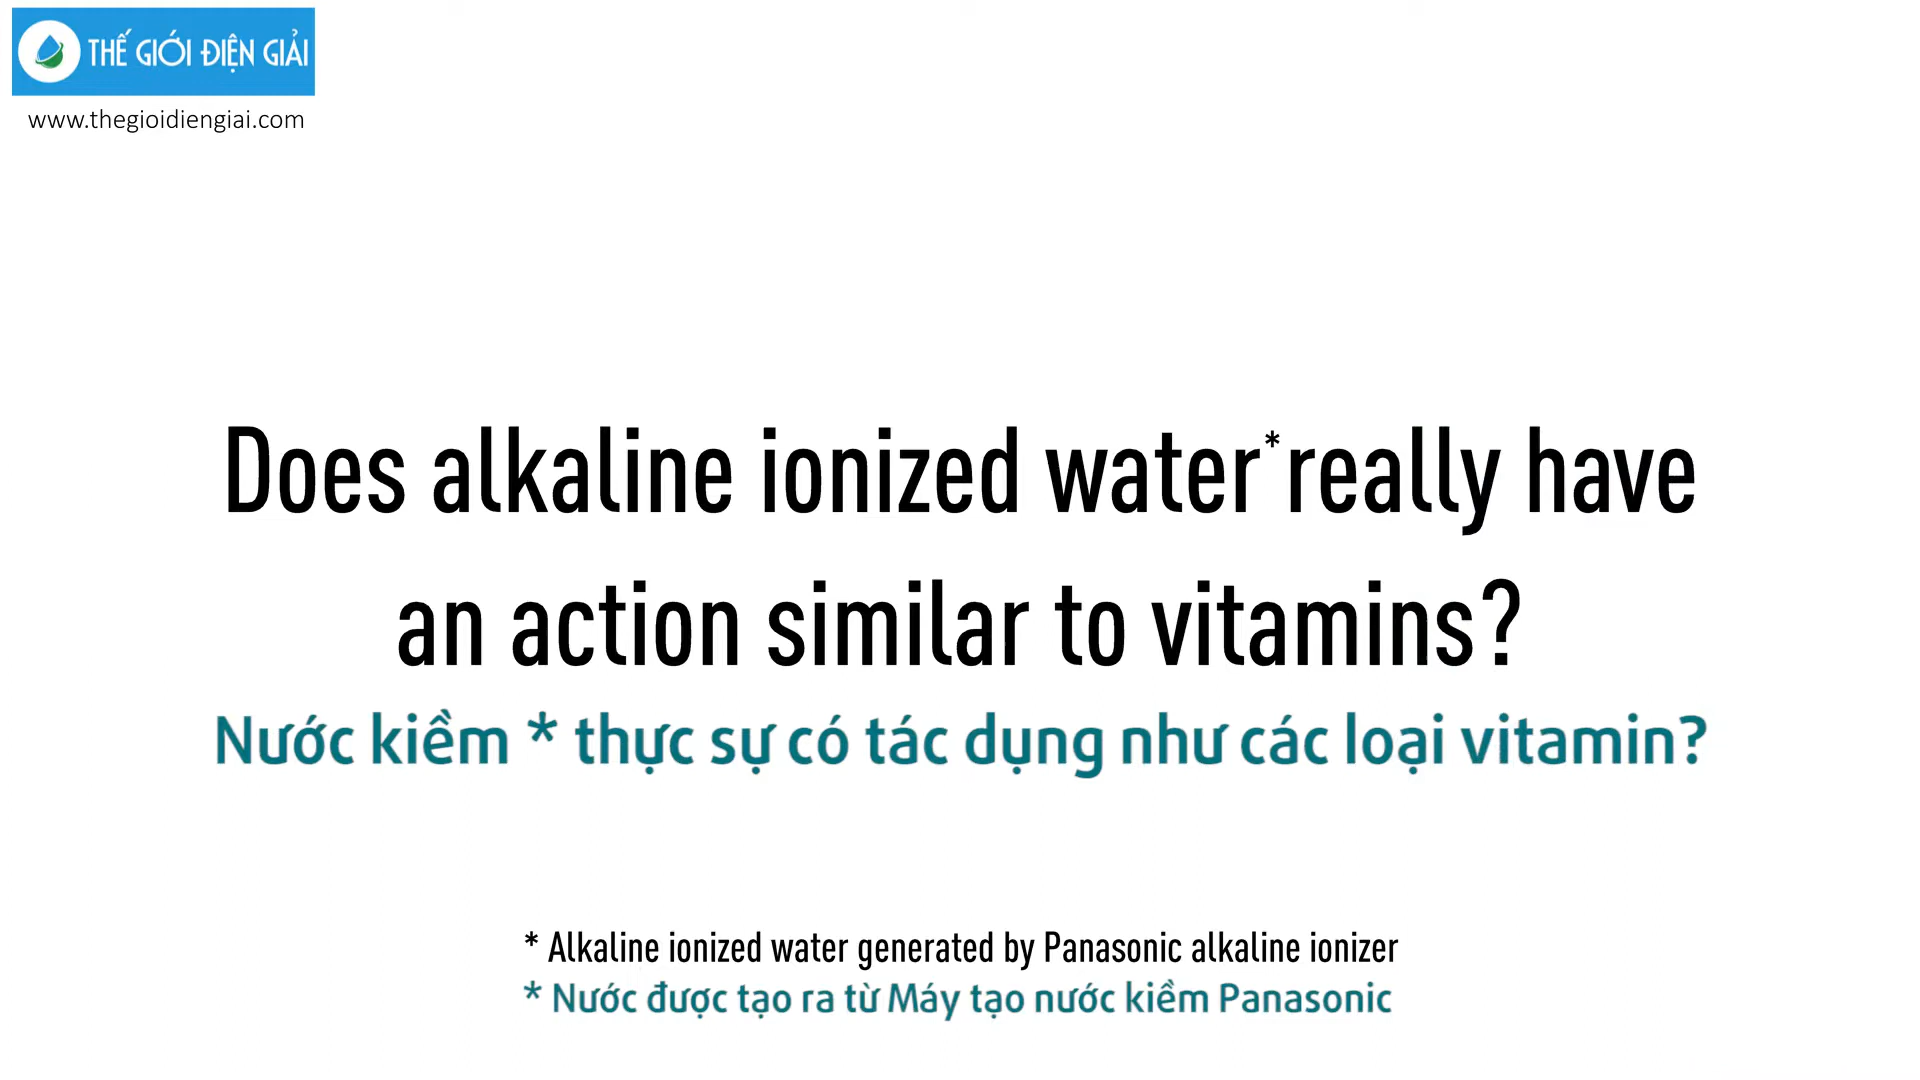 THẾ GIỚI ĐIỆN GIẢI
www.thegioidiengiai.com
Does alkaline ionized water* really have
an action similar to vitamins?
Nước kiềm * thực sự có tác dụng như các loại vitamin?
* Alkaline ionized water generated by Panasonic alkaline ionizer
* Nước được tạo ra từ Máy tạo nước kiềm Panasonic